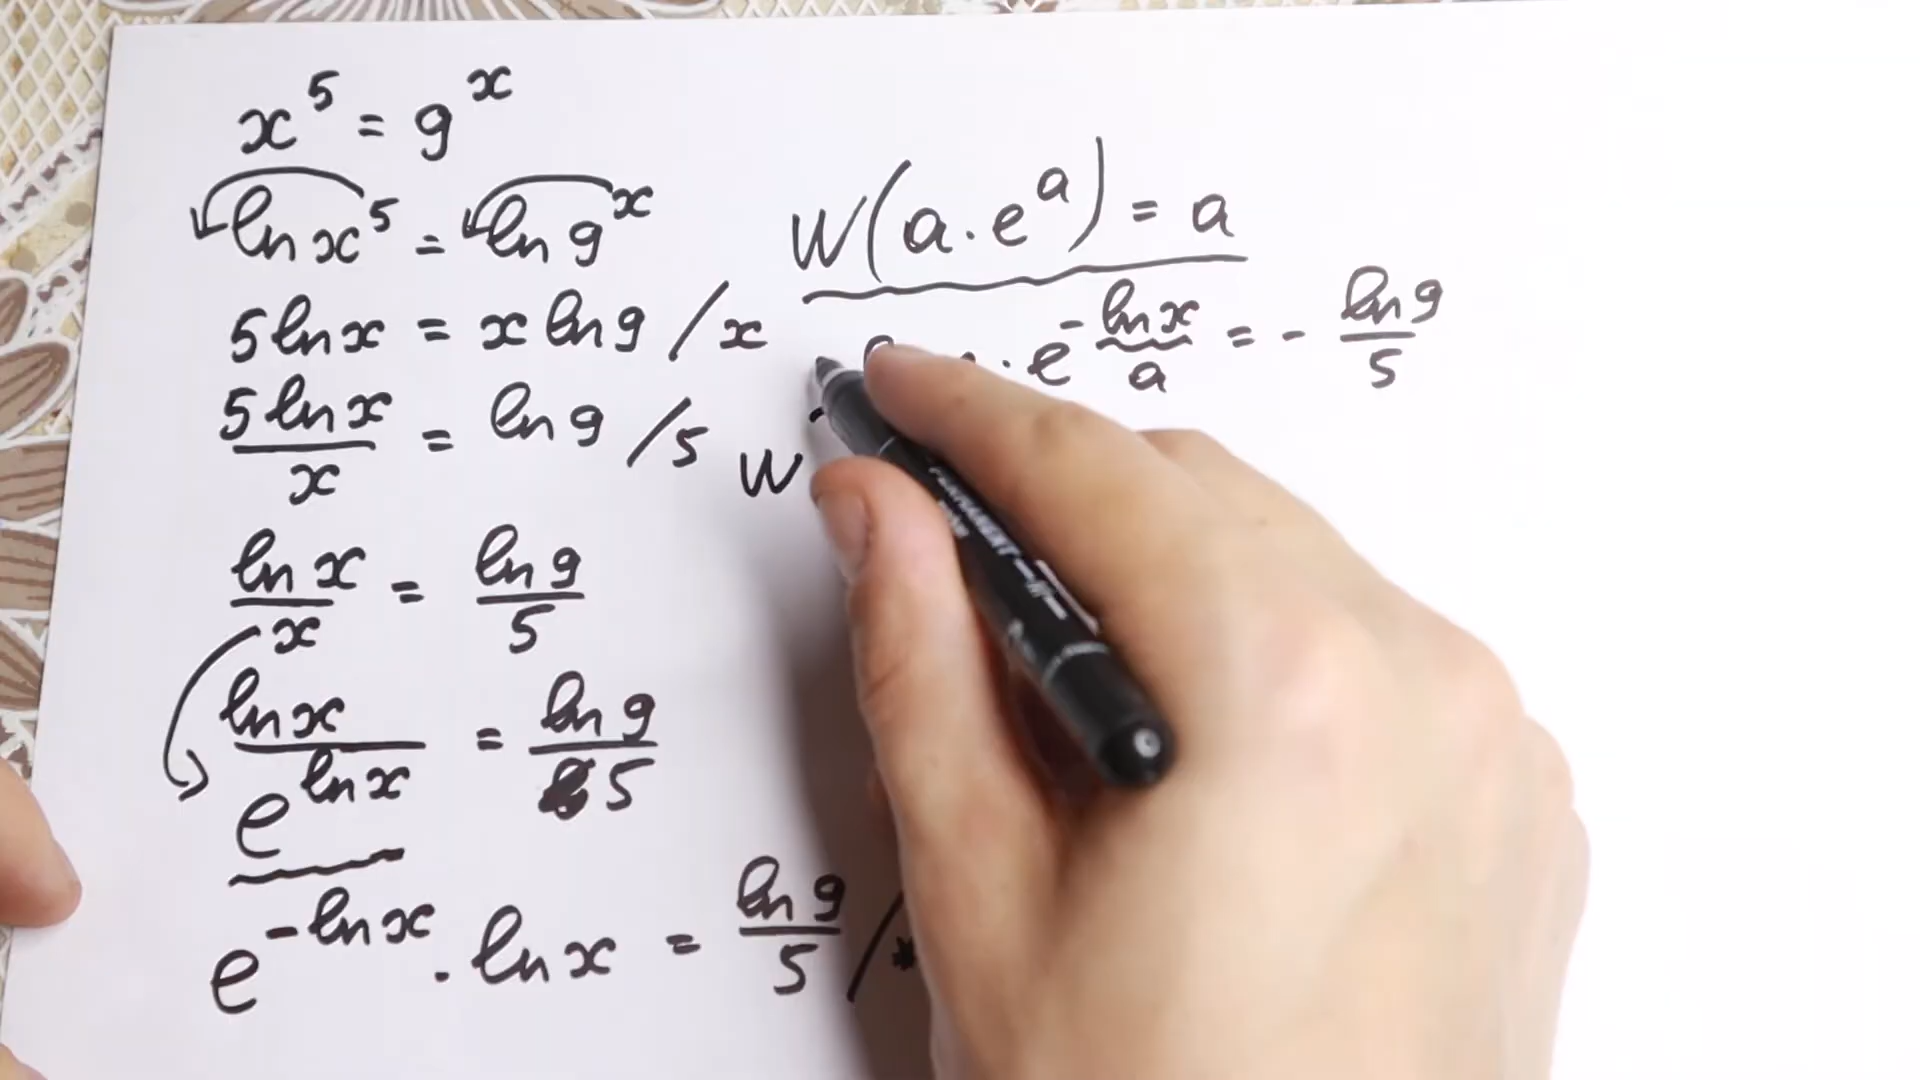 x^5 = 9^x
ln x^5 = ln 9^x
5 ln x = x ln 9 / x
5 ln x / x = ln 9 / 5
ln x / x = ln 9 / 5
ln x / e^(ln x) = ln 9 / 5
e^(-ln x) · ln x = ln 9 / 5 / *
W(a · e^a) = a
· e^(-ln x) = - ln 9 / 5
a
W
PERMANENT